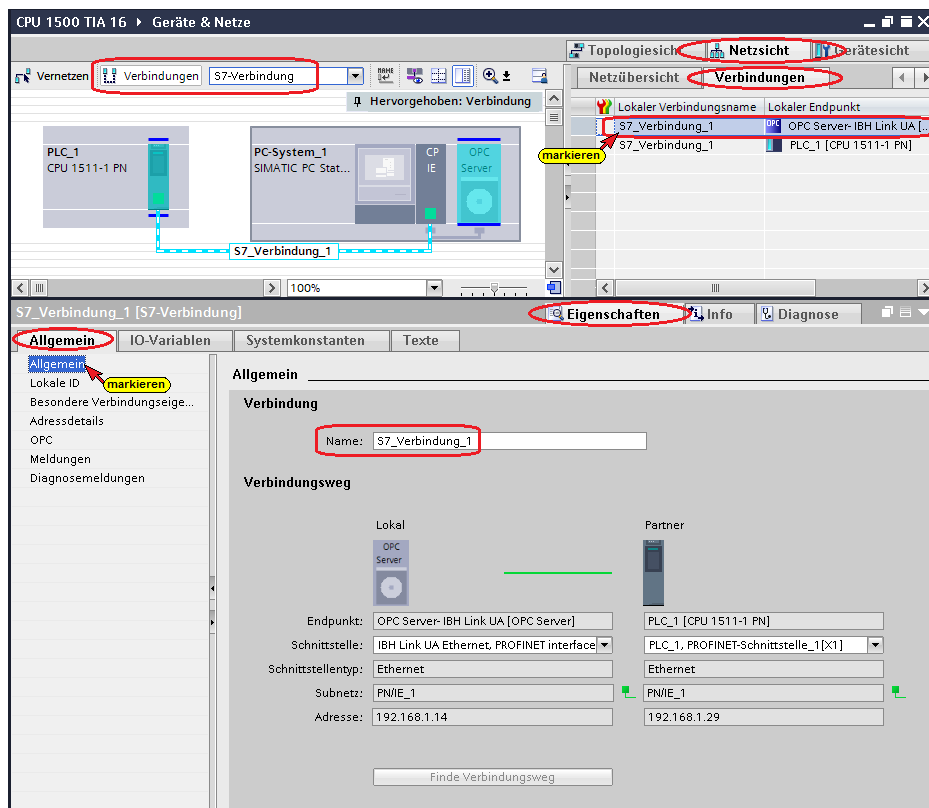 CPU 1500 TIA 16 ▸ Geräte & Netze
Topologiesich
Netzsicht
Gerätesicht
Vernetzen
Verbindungen
S7-Verbindung
NAME
Netzübersicht
Verbindungen
Hervorgehoben: Verbindung
Lokaler Verbindungsname
Lokaler Endpunkt
S7_Verbindung_1
OPC
OPC Server- IBH Link UA [...
S7_Verbindung_1
PLC_1 [CPU 1511-1 PN]
markieren
PLC_1
CPU 1511-1 PN
PC-System_1
SIMATIC PC Stat...
CP
IE
OPC
Server
S7_Verbindung_1
100%
S7_Verbindung_1 [S7-Verbindung]
Eigenschaften
Info
Diagnose
Allgemein
IO-Variablen
Systemkonstanten
Texte
Allgemein
Lokale ID
markieren
Besondere Verbindungseige...
Adressdetails
OPC
Meldungen
Diagnosemeldungen
Allgemein
Verbindung
Name: S7_Verbindung_1
Verbindungsweg
Lokal
Partner
OPC
Server
Endpunkt: OPC Server- IBH Link UA [OPC Server] PLC_1 [CPU 1511-1 PN]
Schnittstelle: IBH Link UA Ethernet, PROFINET interface PLC_1, PROFINET-Schnittstelle_1[X1]
Schnittstellentyp: Ethernet Ethernet
Subnetz: PN/IE_1 PN/IE_1
Adresse: 192.168.1.14 192.168.1.29
Finde Verbindungsweg